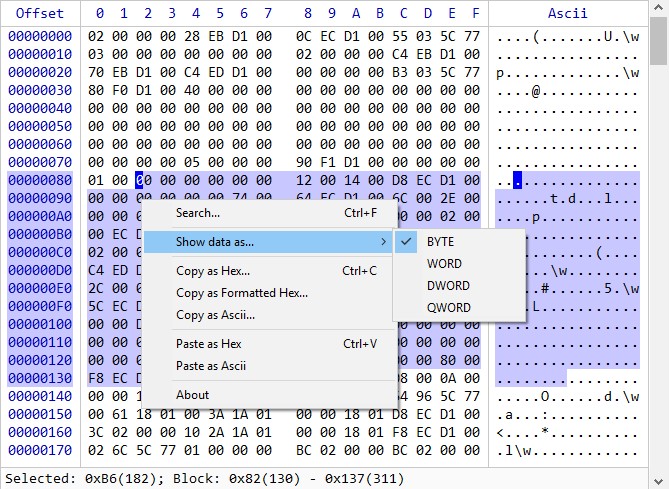 Offset 0 1 2 3 4 5 6 7 8 9 A B C D E F Ascii
00000000 02 00 00 00 28 EB D1 00 0C EC D1 00 55 03 5C 77 ....(.......U.\w
00000010 03 00 00 00 00 00 00 00 02 00 00 00 C4 EB D1 00 ................
00000020 70 EB D1 00 C4 ED D1 00 00 00 00 00 B3 03 5C 77 p.............\w
00000030 80 F0 D1 00 40 00 00 00 00 00 00 00 00 00 00 00 ....@...........
00000040 00 00 00 00 00 00 00 00 00 00 00 00 00 00 00 00 ................
00000050 00 00 00 00 00 00 00 00 00 00 00 00 00 00 00 00 ................
00000060 00 00 00 00 00 00 00 00 00 00 00 00 00 00 00 00 ................
00000070 00 00 00 00 05 00 00 00 90 F1 D1 00 00 00 00 00 ................
00000080 01 00 00 00 00 00 00 00 12 00 14 00 D8 EC D1 00 ................
00000090 00 00 00 00 00 00 74 00 64 EC D1 00 6C 00 2E 00 ......t.d...l...
000000A0 00 00 02 00 ...p............
Search... Ctrl+F
000000B0 00 EC
Show data as... BYTE
000000C0 02 00 (..
WORD
000000D0 C4 ED .\w............
Copy as Hex... Ctrl+C
DWORD
000000E0 2C 00 ..#....5.\w
Copy as Formatted Hex...
QWORD
000000F0 5C EC .L............
Copy as Ascii...
00000100 00 00 00 ................
00000110 00 00 00 ................
Paste as Hex Ctrl+V
00000120 00 00 00 80 00 ................
Paste as Ascii
00000130 F8 EC 00 0A 00 ................
About
00000140 00 00 96 5C 77 .....O......d.\w
00000150 00 61 18 01 00 3A 1A 01 00 00 18 01 D8 EC D1 00 .a...:..........
00000160 3C 02 00 00 10 2A 1A 01 00 00 18 01 F8 EC D1 00 <....*..........
00000170 02 6C 5C 77 01 00 00 00 BC 02 00 00 BC 02 00 00 .l\w............
Selected: 0xB6(182); Block: 0x82(130) - 0x137(311)